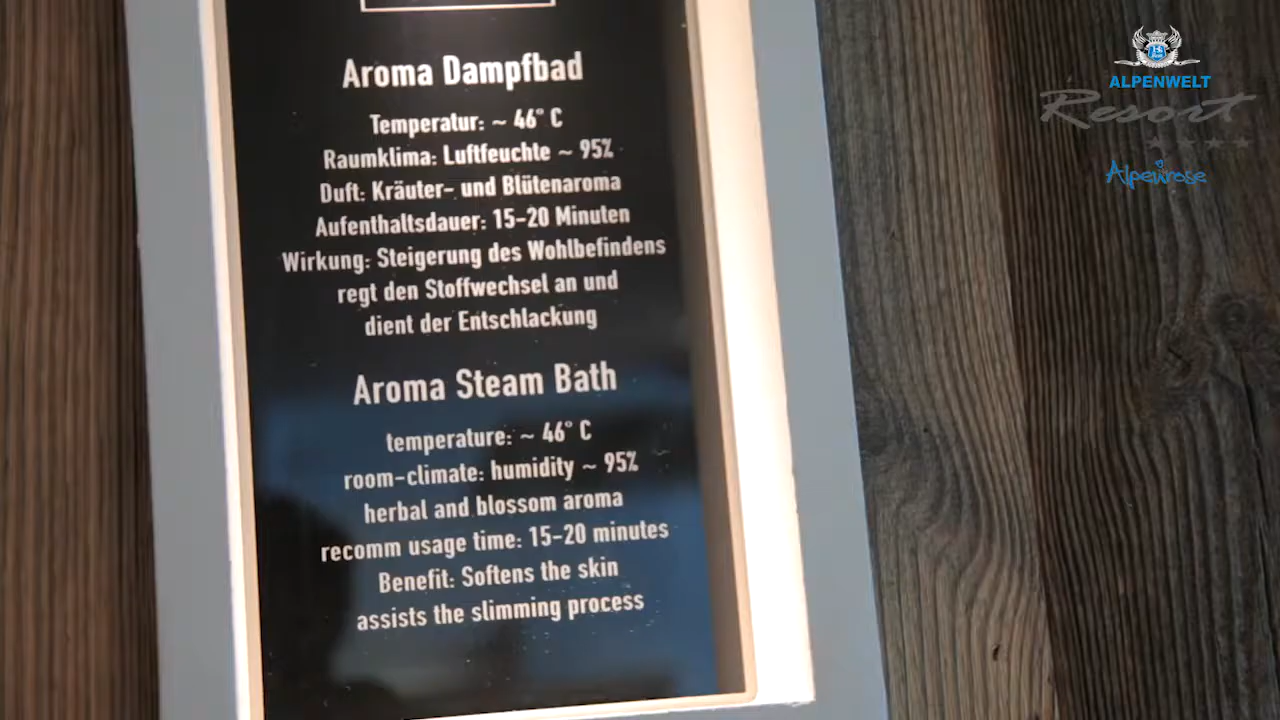 Aroma Dampfbad
Temperatur: ~ 46° C
Raumklima: Luftfeuchte ~ 95%
Duft: Kräuter- und Blütenaroma
Aufenthaltsdauer: 15-20 Minuten
Wirkung: Steigerung des Wohlbefindens
regt den Stoffwechsel an und
dient der Entschlackung
Aroma Steam Bath
temperature: ~ 46° C
room-climate: humidity ~ 95%
herbal and blossom aroma
recomm usage time: 15-20 minutes
Benefit: Softens the skin
assists the slimming process
ALPENWELT
Resort
Alpenrose